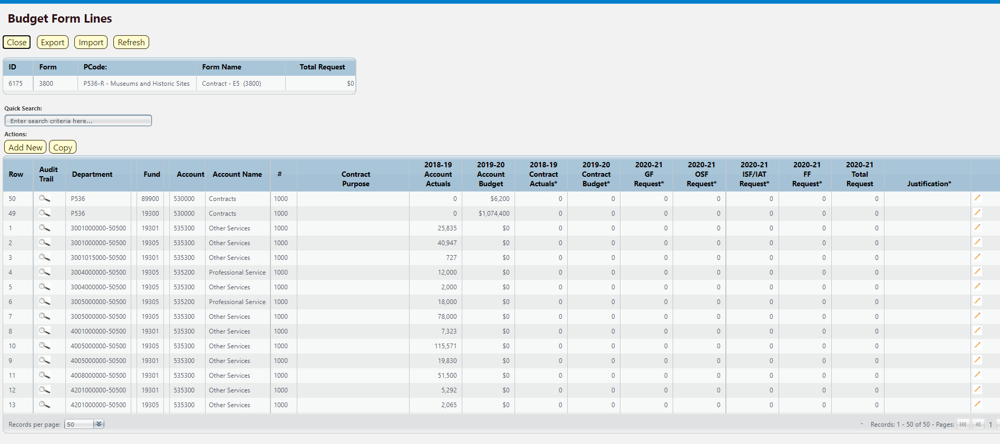 Budget Form Lines
Close Export Import Refresh
ID Form PCode: Form Name Total Request
6175 3800 P536-R - Museums and Historic Sites Contract - E5 (3800) $0
Quick Search:
Enter search criteria here...
Actions:
Add New Copy
Row Audit Trail Department Fund Account Account Name # Contract Purpose 2018-19 Account Actuals 2019-20 Account Budget 2018-19 Contract Actuals* 2019-20 Contract Budget* 2020-21 GF Request* 2020-21 OSF Request* 2020-21 ISF/IAT Request* 2020-21 FF Request* 2020-21 Total Request Justification*
50 P536 89900 530000 Contracts 1000 0 $6,200 0 0 0 0 0 0 0
49 P536 19300 530000 Contracts 1000 0 $1,074,400 0 0 0 0 0 0 0
1 3001000000-50500 19301 535300 Other Services 1000 25,835 $0 0 0 0 0 0 0 0
2 3001000000-50500 19305 535300 Other Services 1000 40,947 $0 0 0 0 0 0 0 0
3 3001015000-50500 19301 535300 Other Services 1000 727 $0 0 0 0 0 0 0 0
4 3004000000-50500 19305 535200 Professional Service 1000 12,000 $0 0 0 0 0 0 0 0
5 3004000000-50500 19305 535300 Other Services 1000 2,000 $0 0 0 0 0 0 0 0
6 3005000000-50500 19305 535200 Professional Service 1000 18,000 $0 0 0 0 0 0 0 0
7 3005000000-50500 19305 535300 Other Services 1000 78,000 $0 0 0 0 0 0 0 0
8 4001000000-50500 19301 535300 Other Services 1000 7,323 $0 0 0 0 0 0 0 0
10 4005000000-50500 19305 535300 Other Services 1000 115,571 $0 0 0 0 0 0 0 0
9 4005000000-50500 19301 535300 Other Services 1000 19,830 $0 0 0 0 0 0 0 0
11 4008000000-50500 19301 535300 Other Services 1000 51,500 $0 0 0 0 0 0 0 0
12 4201000000-50500 19301 535300 Other Services 1000 5,292 $0 0 0 0 0 0 0 0
13 4201000000-50500 19305 535300 Other Services 1000 2,065 $0 0 0 0 0 0 0 0
Records per page: 50 - Records: 1 - 50 of 50 - Pages: 1